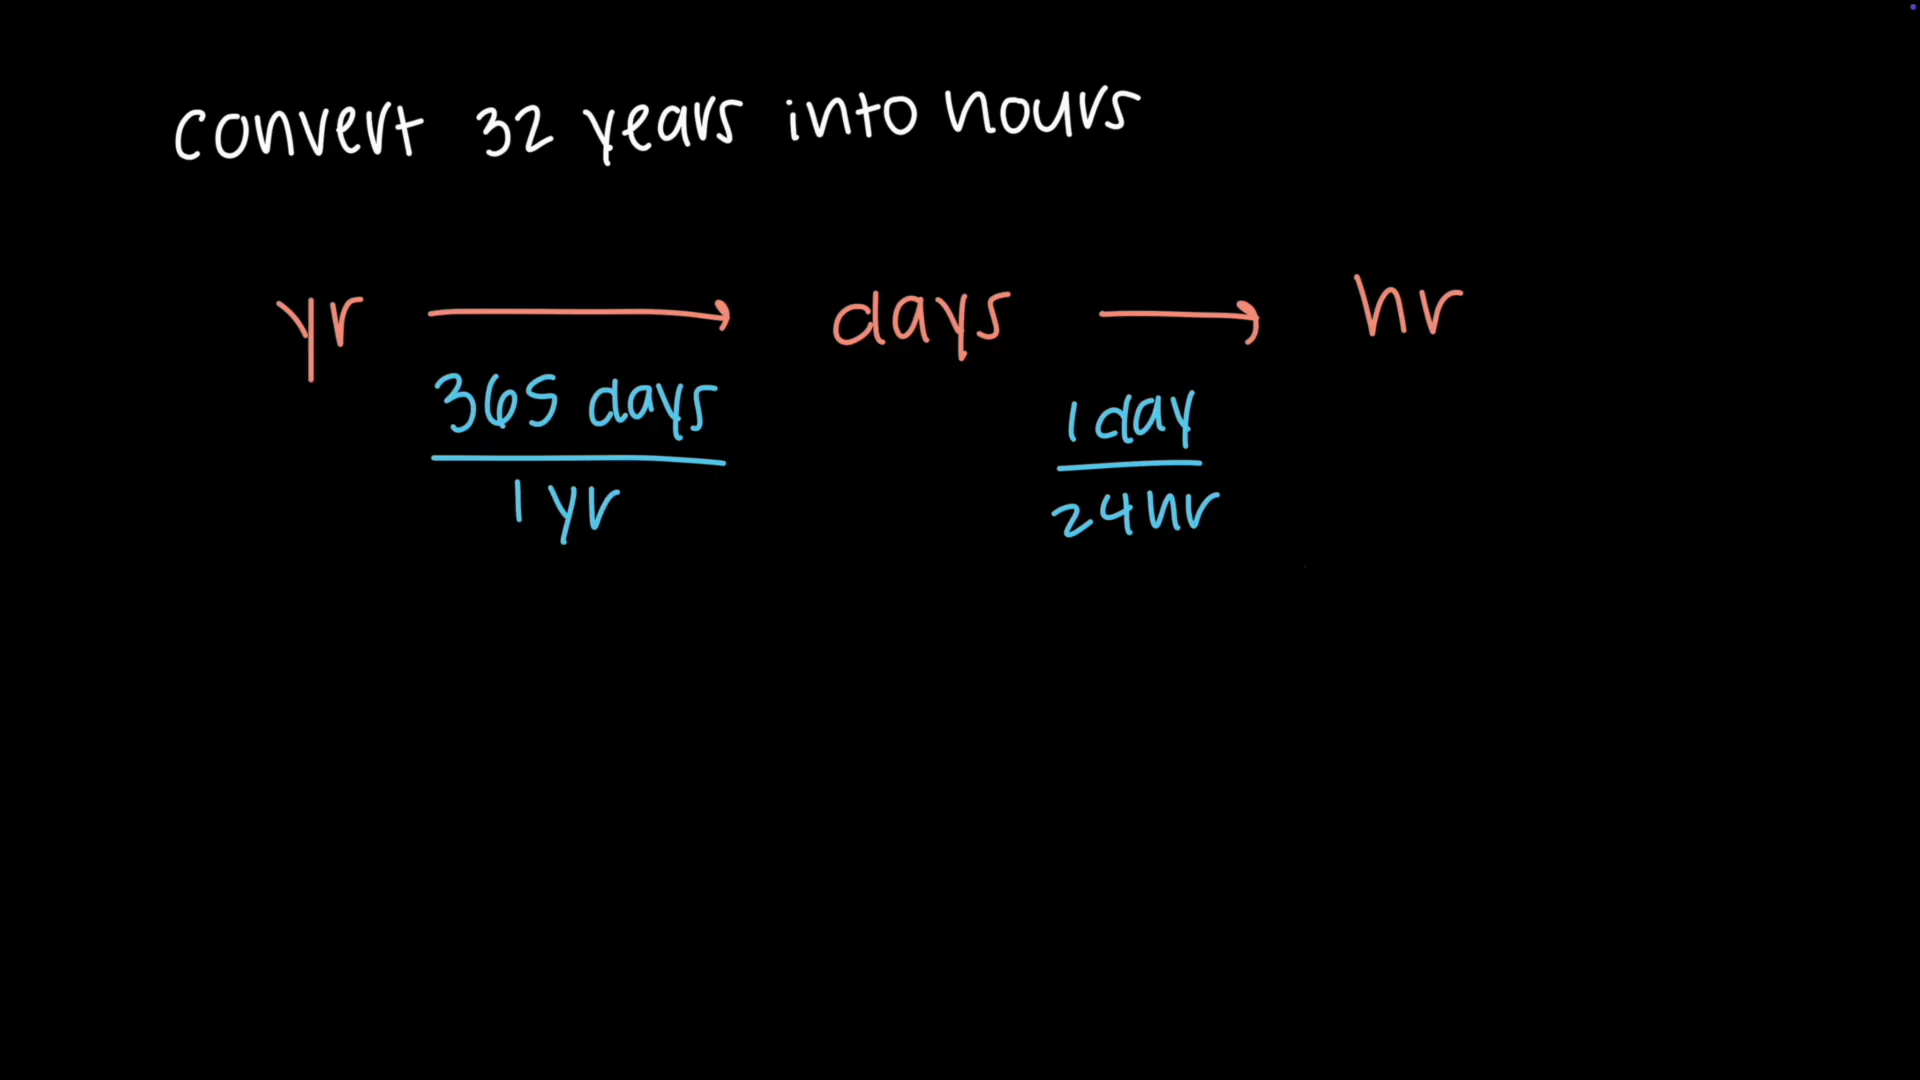 convert 32 years into hours
yr → days → hr
365 days
1 yr
1 day
24 hr